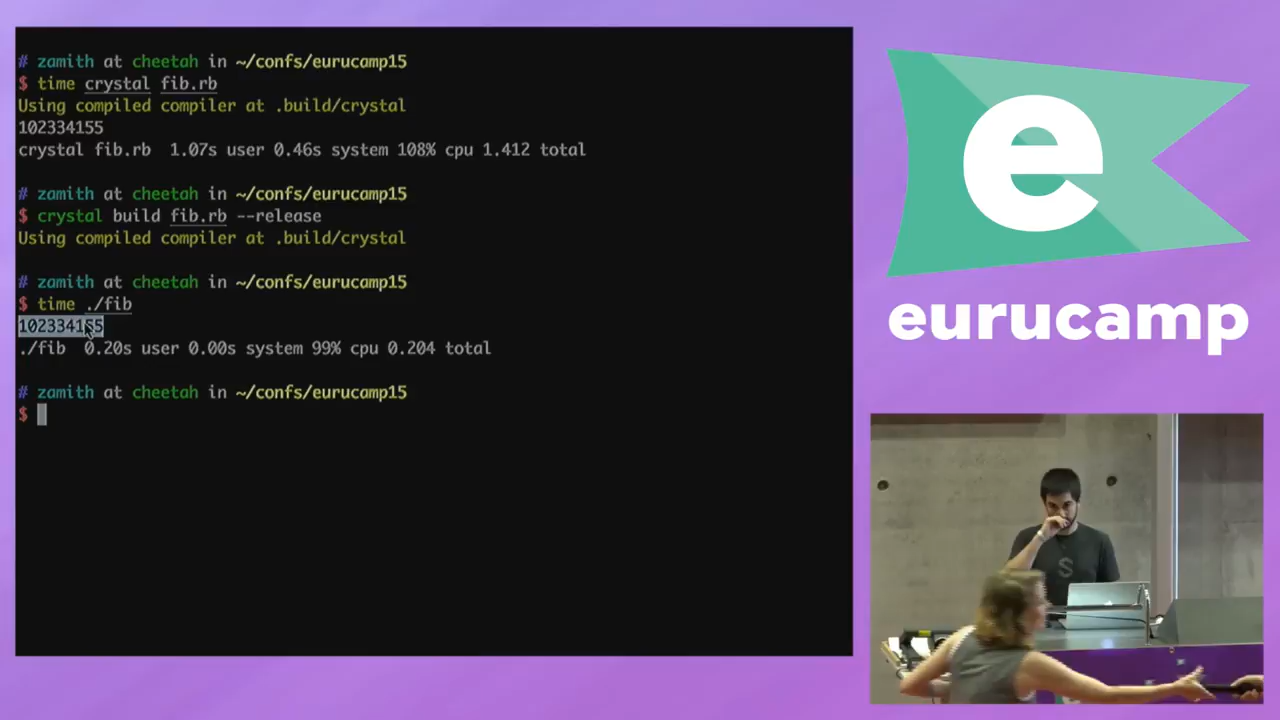 # zamith at cheetah in ~/confs/eurucamp15
$ time crystal fib.rb
Using compiled compiler at .build/crystal
102334155
crystal fib.rb 1.07s user 0.46s system 108% cpu 1.412 total
# zamith at cheetah in ~/confs/eurucamp15
$ crystal build fib.rb --release
Using compiled compiler at .build/crystal
# zamith at cheetah in ~/confs/eurucamp15
$ time ./fib
102334155
./fib 0.20s user 0.00s system 99% cpu 0.204 total
# zamith at cheetah in ~/confs/eurucamp15
$
e
eurucamp
S